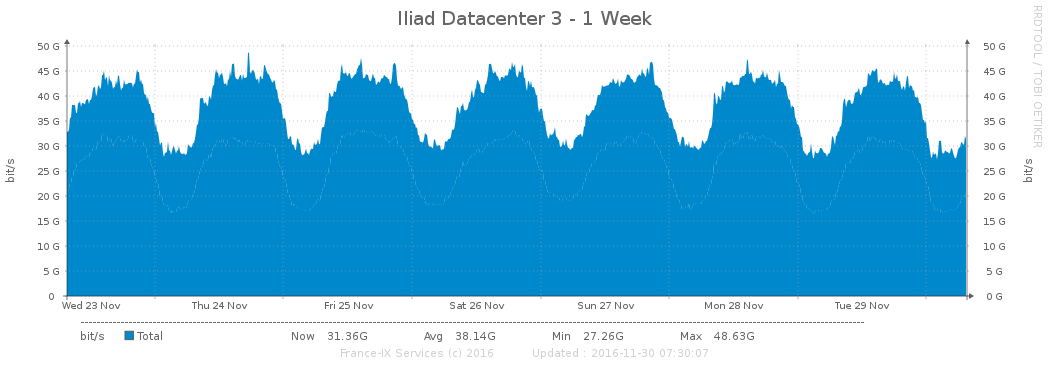 Iliad Datacenter 3 - 1 Week
RRDTOOL / TOBI OETIKER
bit/s
50 G 50 G
45 G 45 G
40 G 40 G
35 G 35 G
30 G 30 G
25 G 25 G
20 G 20 G
15 G 15 G
10 G 10 G
5 G 5 G
0 0 G
bit/s
Wed 23 Nov Thu 24 Nov Fri 25 Nov Sat 26 Nov Sun 27 Nov Mon 28 Nov Tue 29 Nov
bit/s Total Now 31.36G Avg 38.14G Min 27.26G Max 48.63G
France-IX Services (c) 2016 Updated : 2016-11-30 07:30:07